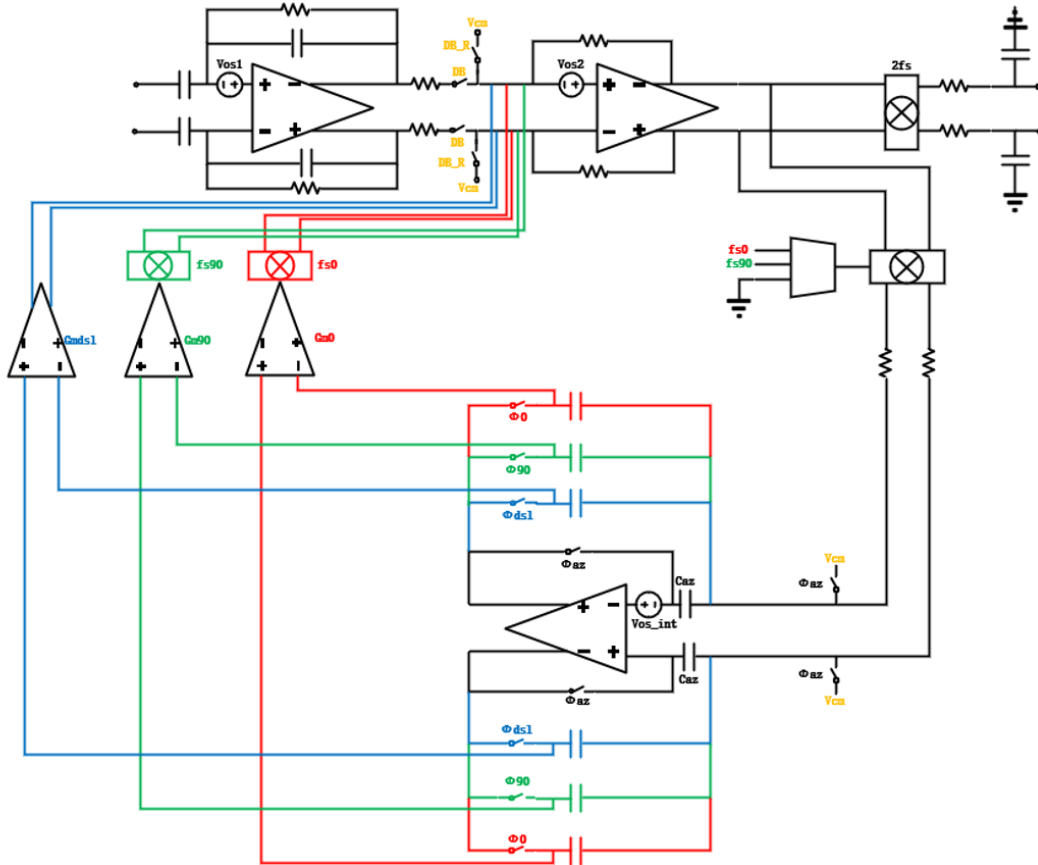 Vcm
DB_R
Vos1
DB
Vos2
2fs
DB
DB_R
Vcm
fs90
fs0
fs0
fs90
Gmdsl
Gm90
Gm0
Φ0
Φ90
Φdsl
Φaz
Vcm
Φaz
Caz
Vos_int
Caz
Φaz
Φaz
Vcm
Φdsl
Φ90
Φ0